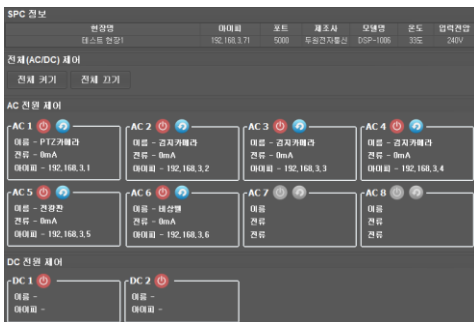 SPC 정보
현장명 아이피 포트 제조사 모델명 온도 입력전압
테스트 현장1 192,168,3,71 5000 두원전자통신 DSP-1006 33도 240V
전체(AC/DC) 제어
전체 켜기 전체 끄기
AC 전원 제어
AC 1 AC 2 AC 3 AC 4
이름 - PTZ카메라 이름 - 감지카메라 이름 - 감지카메라 이름 - 감지카메라
전류 - 0mA 전류 - 0mA 전류 - 0mA 전류 - 0mA
아이피 - 192,168,3,1 아이피 - 192,168,3,2 아이피 - 192,168,3,3 아이피 - 192,168,3,4
AC 5 AC 6 AC 7 AC 8
이름 - 전광판 이름 - 비상벨 이름 이름
전류 - 0mA 전류 - 0mA 전류 전류
아이피 - 192,168,3,5 아이피 - 192,168,3,6
DC 전원 제어
DC 1 DC 2
이름 - 이름 -
아이피 - 아이피 -